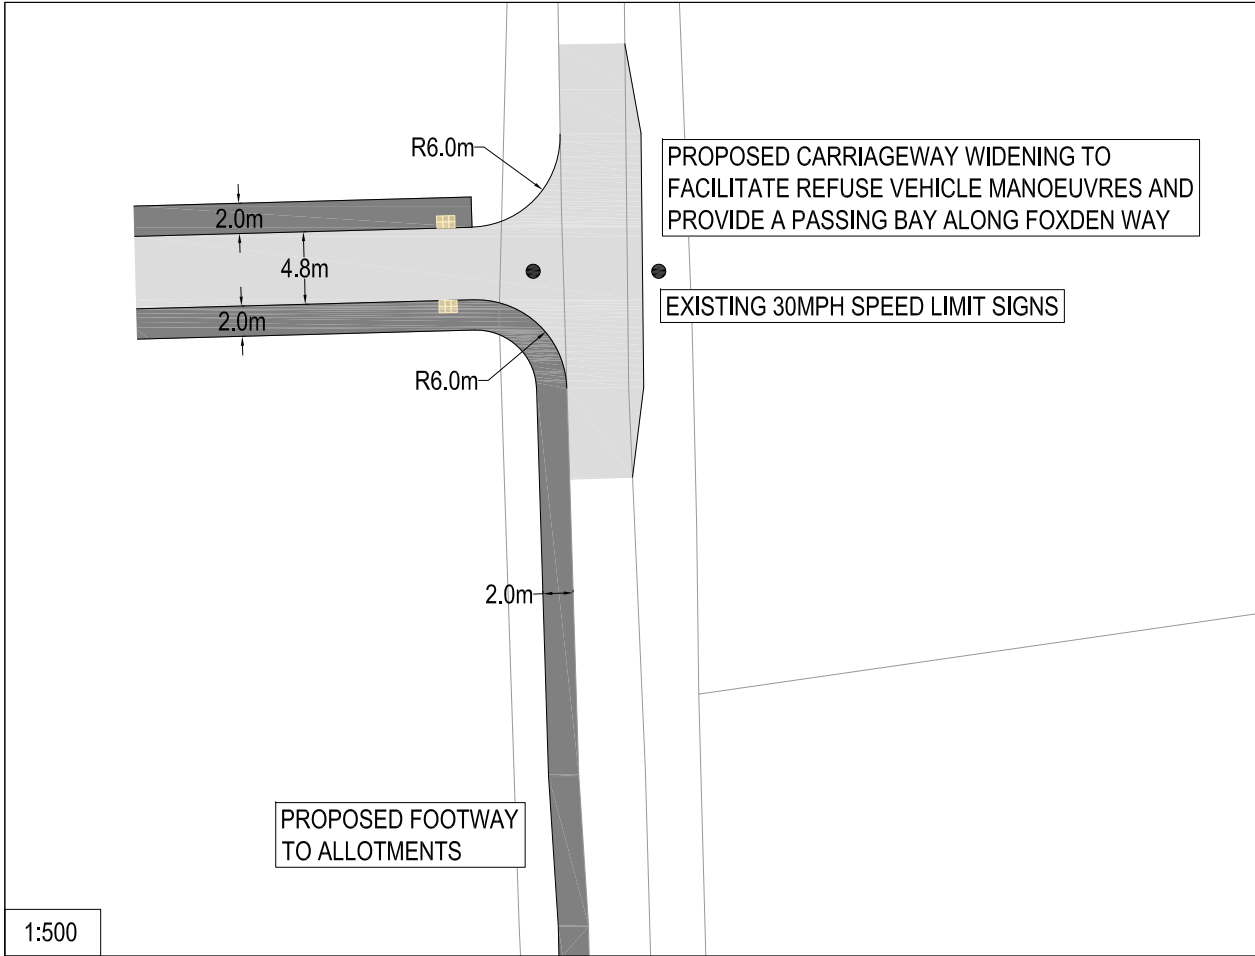 R6.0m
PROPOSED CARRIAGEWAY WIDENING TO
FACILITATE REFUSE VEHICLE MANOEUVRES AND
PROVIDE A PASSING BAY ALONG FOXDEN WAY
2.0m
4.8m
EXISTING 30MPH SPEED LIMIT SIGNS
2.0m
R6.0m
2.0m
PROPOSED FOOTWAY
TO ALLOTMENTS
1:500